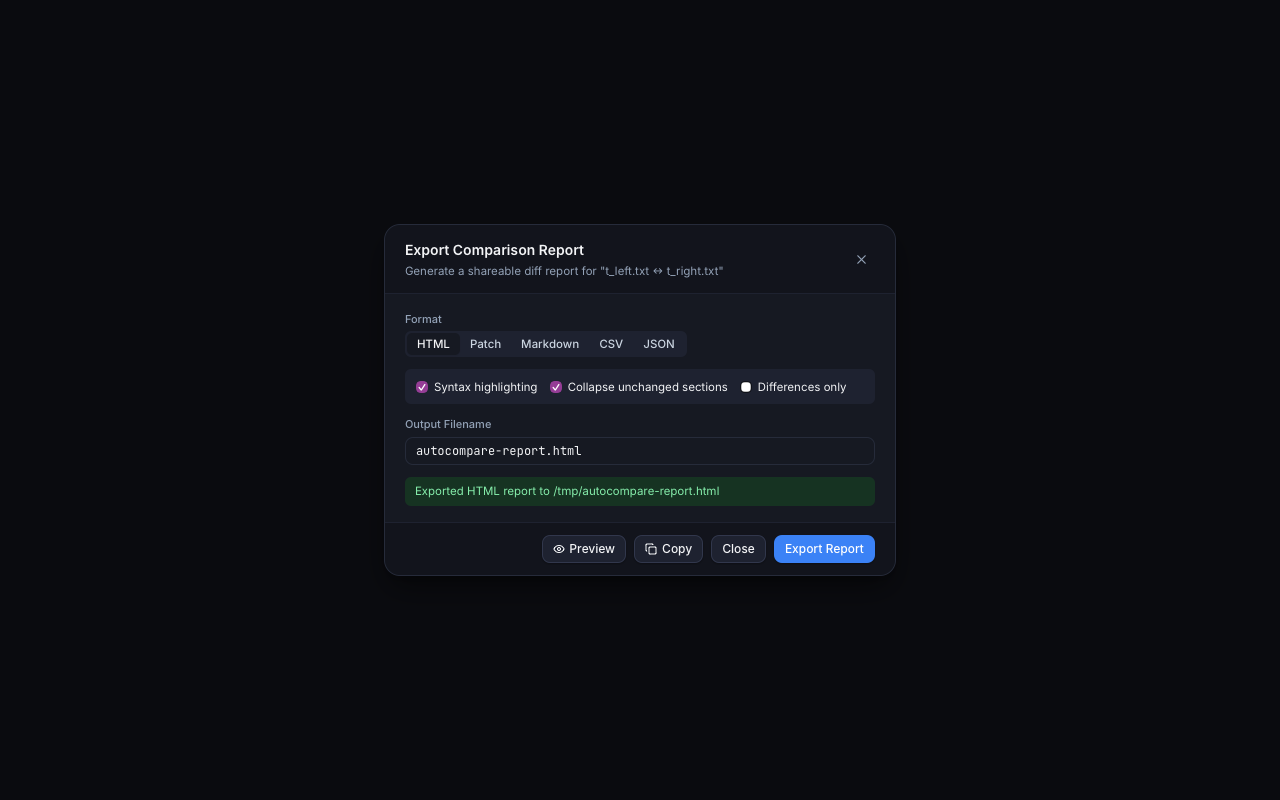 Export Comparison Report
Generate a shareable diff report for "t_left.txt ↔ t_right.txt"
Format
HTML Patch Markdown CSV JSON
Syntax highlighting Collapse unchanged sections Differences only
Output Filename
autocompare-report.html
Exported HTML report to /tmp/autocompare-report.html
Preview Copy Close Export Report